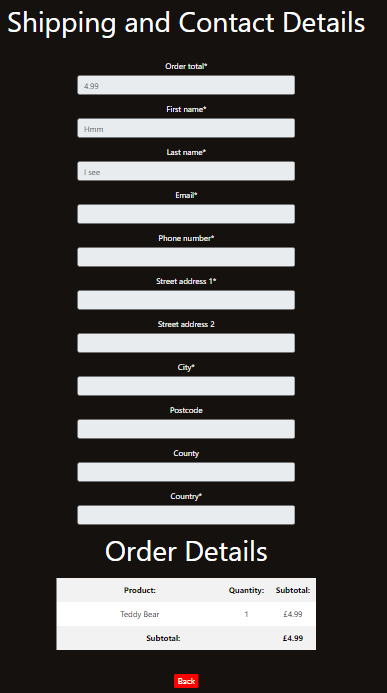 Shipping and Contact Details
Order total*
4.99
First name*
Hmm
Last name*
I see
Email*
Phone number*
Street address 1*
Street address 2
City*
Postcode
County
Country*
Order Details
Product: Quantity: Subtotal:
Teddy Bear 1 £4.99
Subtotal: £4.99
Back